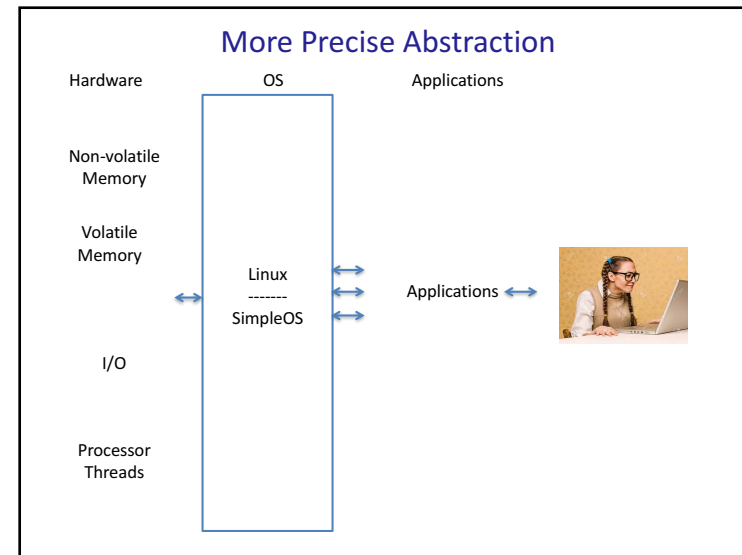 More Precise Abstraction
Hardware
OS
Applications
Non-volatile
Memory
Volatile
Memory
I/O
Processor
Threads
Linux
-------
SimpleOS
Applications